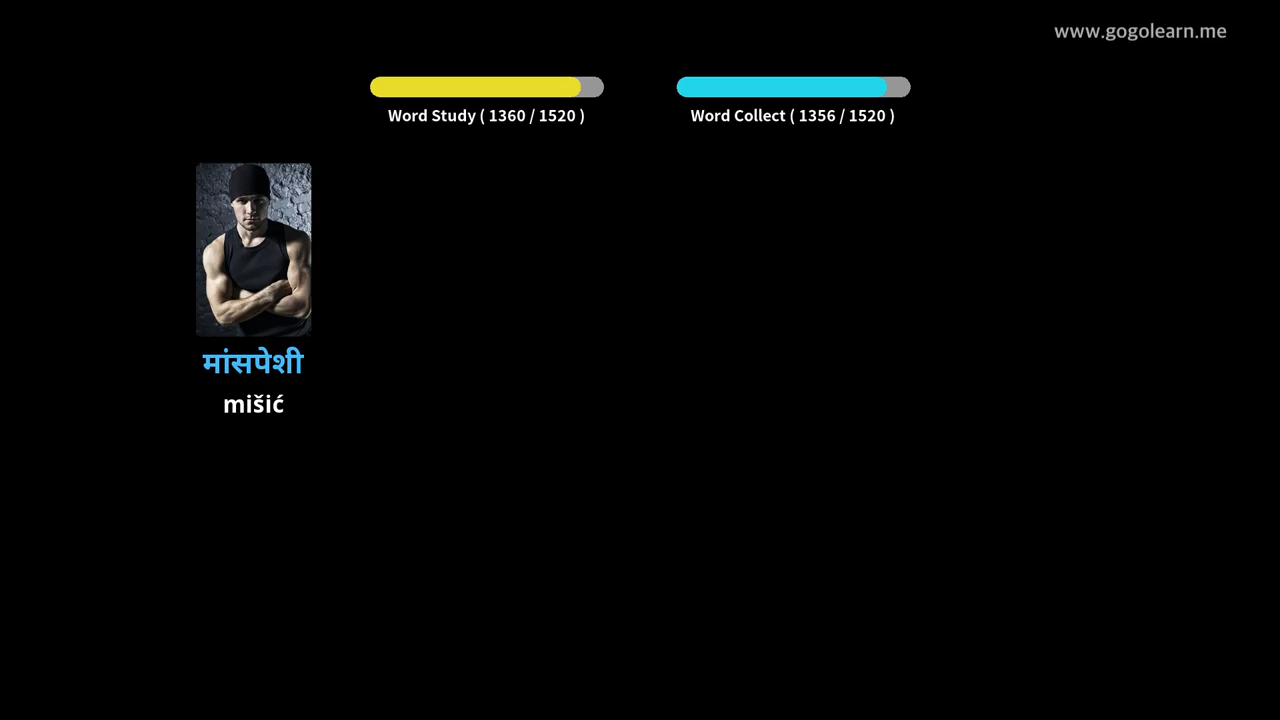 www.gogolearn.me
Word Study ( 1360 / 1520 )
Word Collect ( 1356 / 1520 )
मांसपेशी
mišić